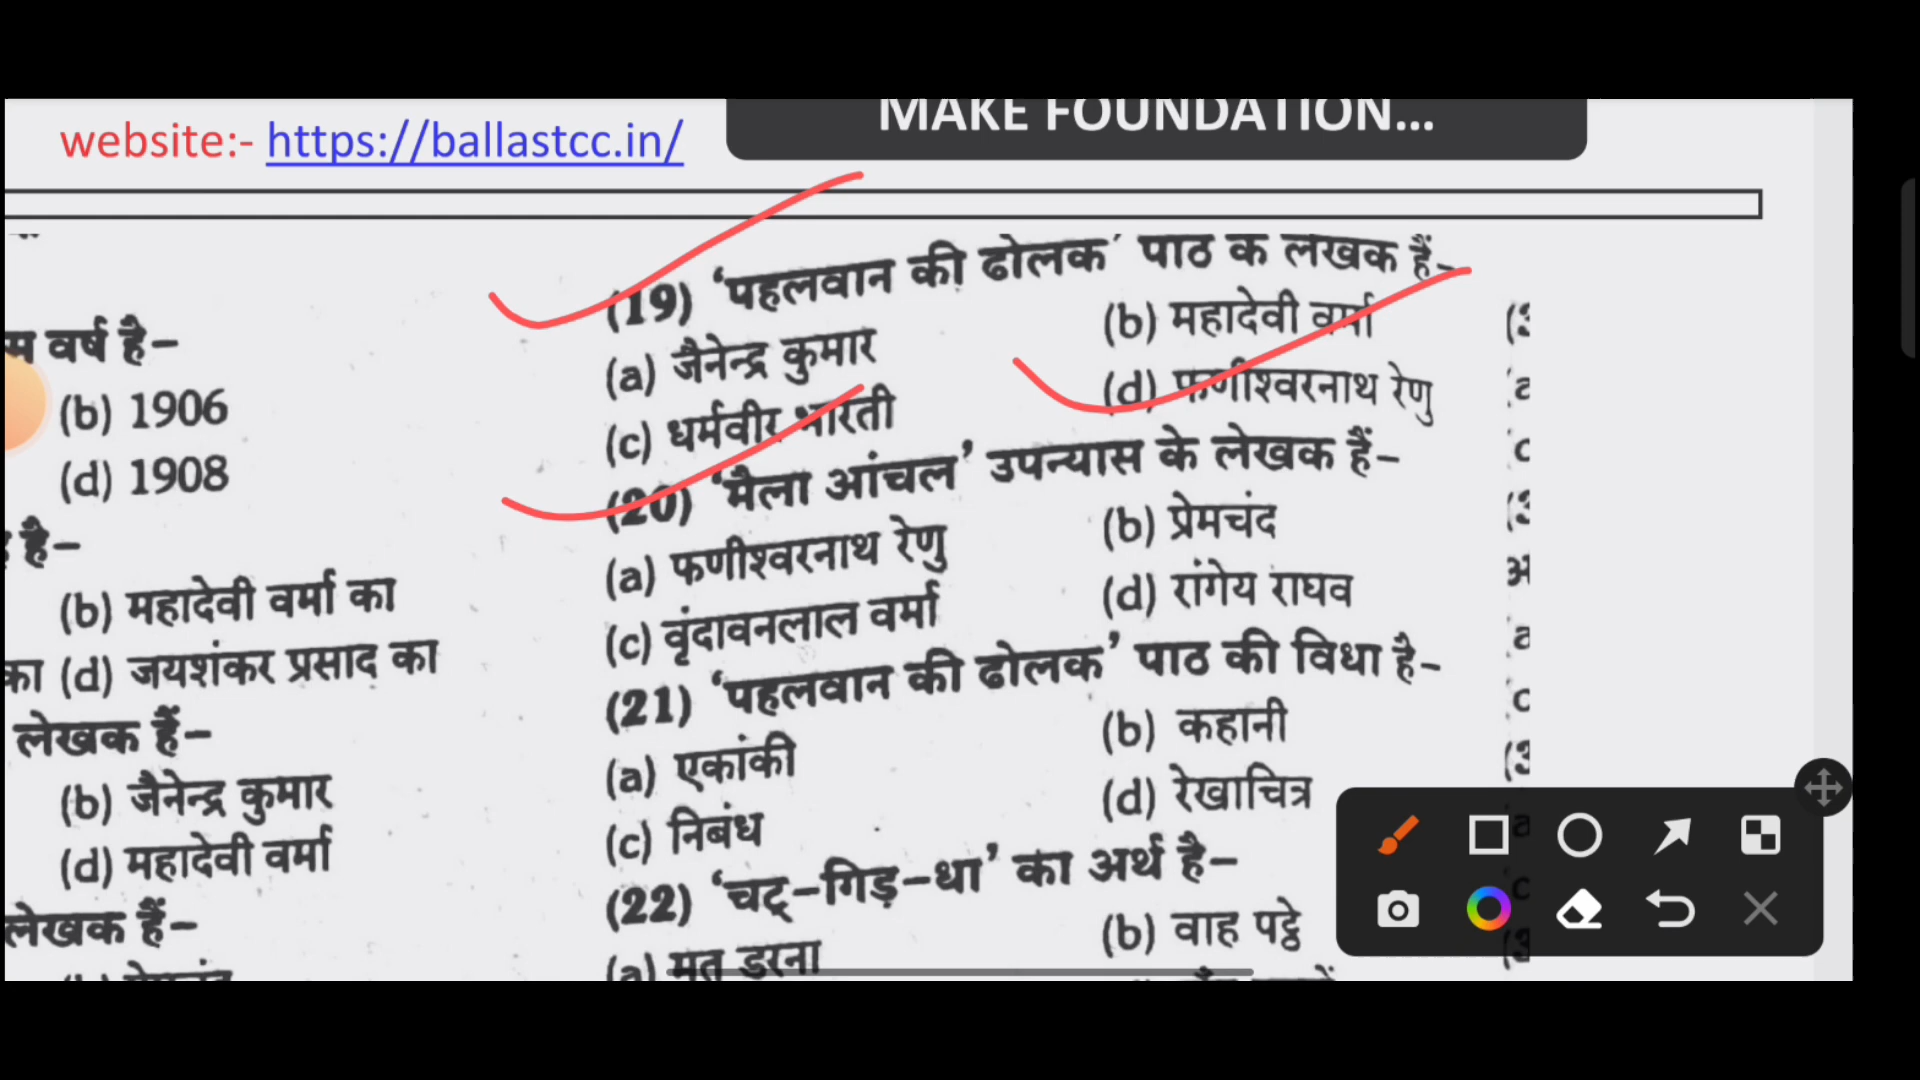 MAKE FOUNDATION...
website:- https://ballastcc.in/
वर्ष है–
(b) 1906
(d) 1908
है–
(b) महादेवी वर्मा का
का (d) जयशंकर प्रसाद का
लेखक हैं–
(b) जैनेन्द्र कुमार
(d) महादेवी वर्मा
लेखक हैं–
(19) ‘पहलवान की ढोलक’ पाठ के लेखक हैं–
(a) जैनेन्द्र कुमार (b) महादेवी वर्मा
(c) धर्मवीर भारती (d) फणीश्वरनाथ रेणु
(20) ‘मैला आंचल’ उपन्यास के लेखक हैं–
(a) फणीश्वरनाथ रेणु (b) प्रेमचंद
(c) वृंदावनलाल वर्मा (d) रांगेय राघव
(21) ‘पहलवान की ढोलक’ पाठ की विधा है–
(a) एकांकी (b) कहानी
(c) निबंध (d) रेखाचित्र
(22) ‘चट्-गिड़-धा’ का अर्थ है–
(a) मत डरना (b) वाह पट्ठे